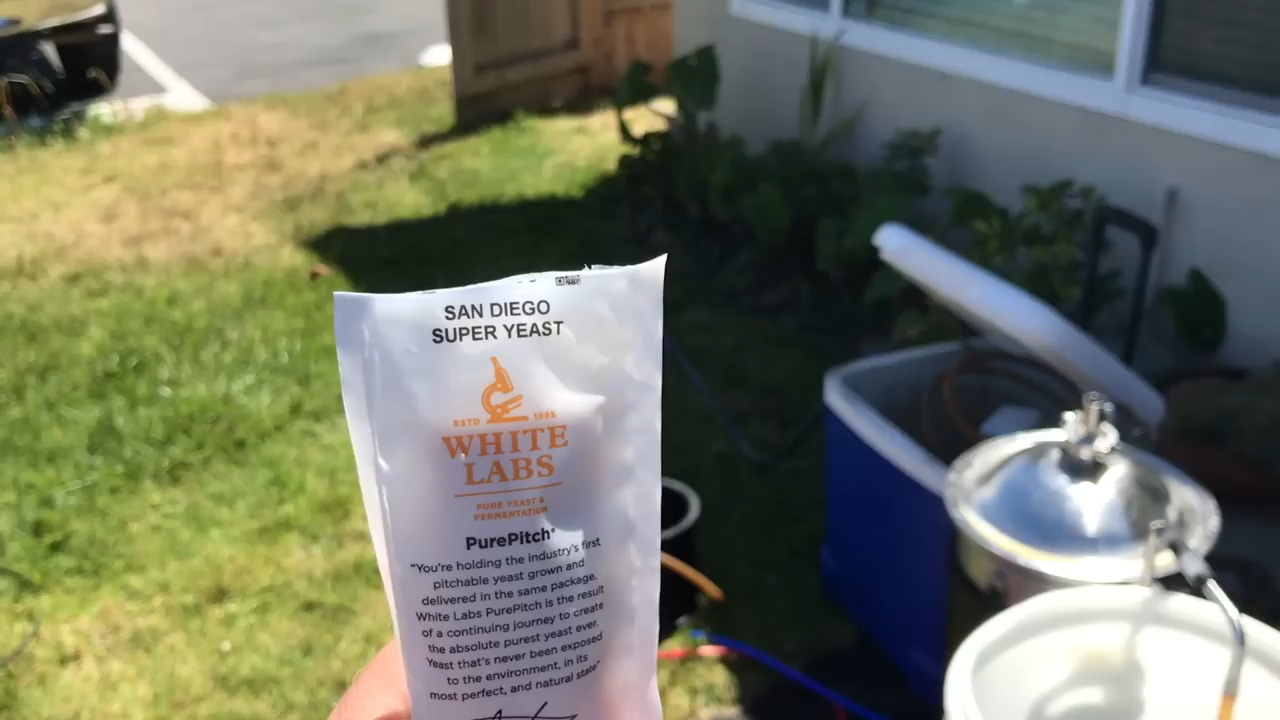 SAN DIEGO
SUPER YEAST
ESTD 1995
WHITE
LABS
PURE YEAST &
FERMENTATION
PurePitch®
"You're holding the industry's first
pitchable yeast grown and
delivered in the same package.
White Labs PurePitch is the result
of a continuing journey to create
the absolute purest yeast ever.
Yeast that's never been exposed
to the environment, in its
most perfect, and natural state"